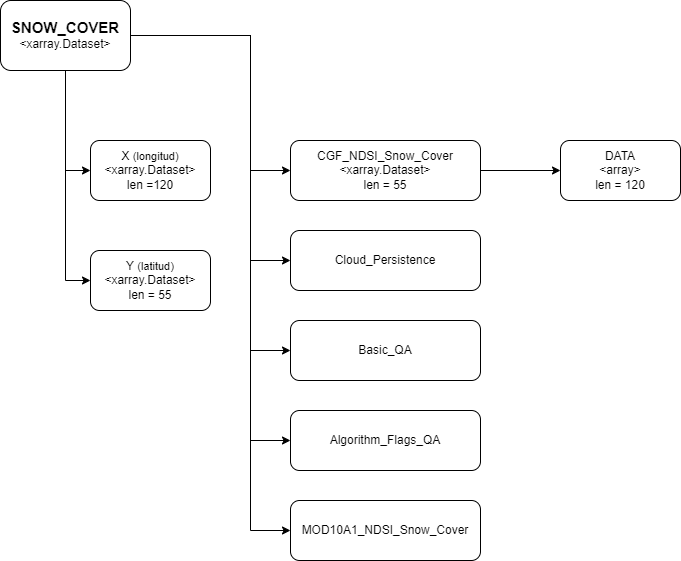 SNOW_COVER
<xarray.Dataset>
X (longitud)
<xarray.Dataset>
len =120
Y (latitud)
<xarray.Dataset>
len = 55
CGF_NDSI_Snow_Cover
<xarray.Dataset>
len = 55
DATA
<array>
len = 120
Cloud_Persistence
Basic_QA
Algorithm_Flags_QA
MOD10A1_NDSI_Snow_Cover